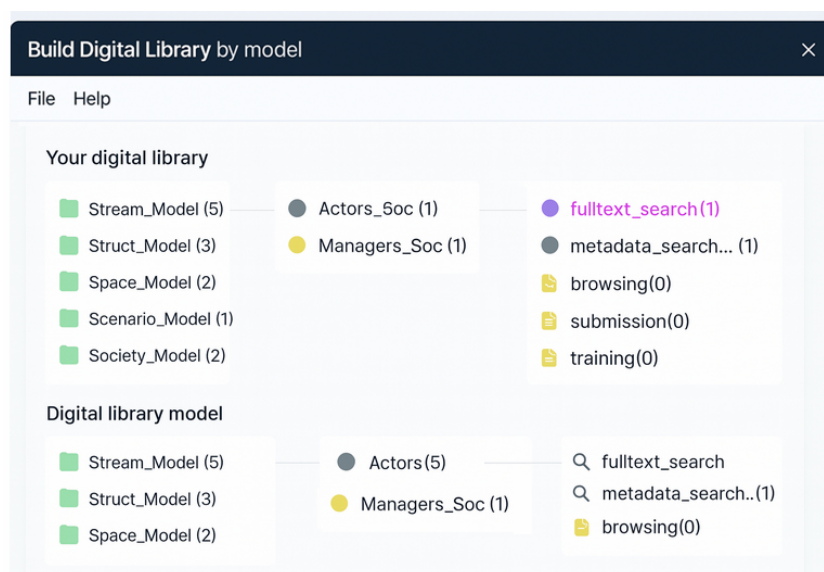 Build Digital Library by model
File Help
Your digital library
Stream_Model (5)
Struct_Model (3)
Space_Model (2)
Scenario_Model (1)
Society_Model (2)
Actors_6oc (1)
Managers_Soc (1)
fulltext_search(1)
metadata_search... (1)
browsing(0)
submission(0)
training(0)
Digital library model
Stream_Model (5)
Struct_Model (3)
Space_Model (2)
Actors(5)
Managers_Soc (1)
fulltext_search
metadata_search..(1)
browsing(0)